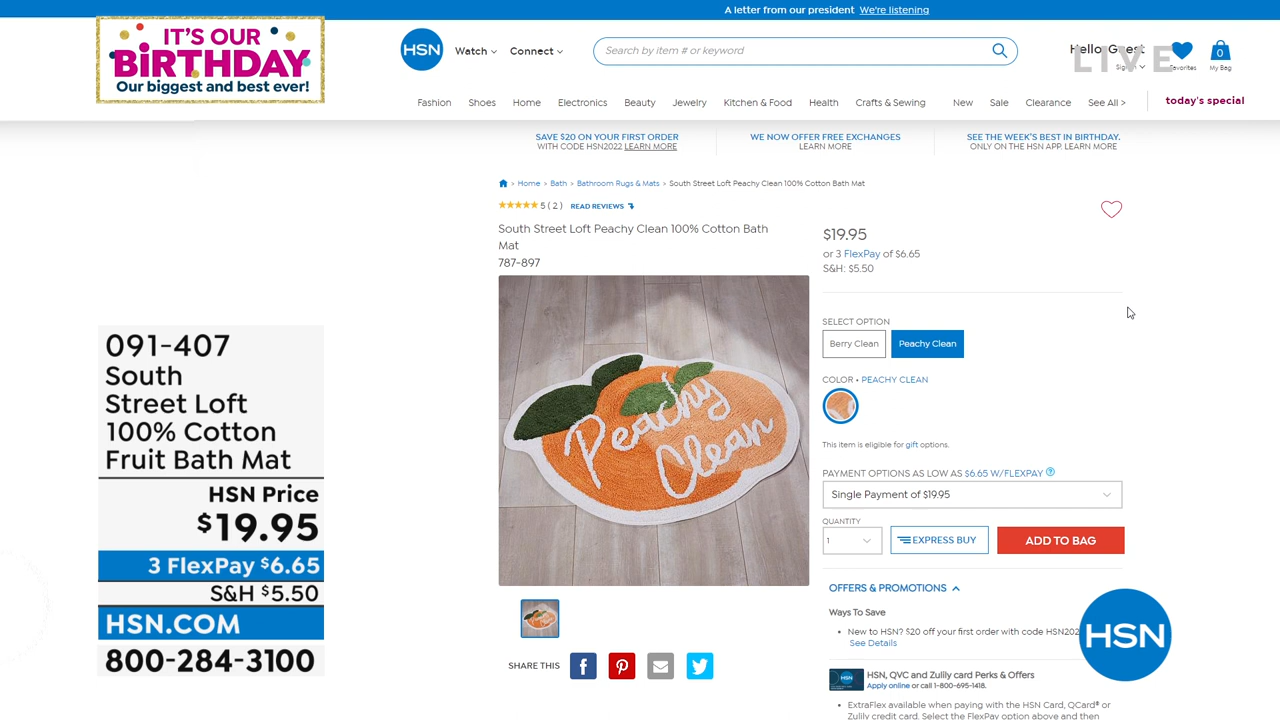 A letter from our president We're listening
IT'S OUR
BIRTHDAY
Our biggest and best ever!
HSN
Watch
Connect
Search by item # or keyword
Hello Guest
LIVE
Favorites
0
My Bag
Fashion Shoes Home Electronics Beauty Jewelry Kitchen & Food Health Crafts & Sewing New Sale Clearance See All > today's special
SAVE $20 ON YOUR FIRST ORDER
WITH CODE HSN2022 LEARN MORE
WE NOW OFFER FREE EXCHANGES
LEARN MORE
SEE THE WEEK'S BEST IN BIRTHDAY.
ONLY ON THE HSN APP. LEARN MORE
> Home > Bath > Bathroom Rugs & Mats > South Street Loft Peachy Clean 100% Cotton Bath Mat
5 ( 2 ) READ REVIEWS
South Street Loft Peachy Clean 100% Cotton Bath
Mat
787-897
Peachy
Clean
$19.95
or 3 FlexPay of $6.65
S&H: $5.50
SELECT OPTION
Berry Clean
Peachy Clean
COLOR • PEACHY CLEAN
This item is eligible for gift options.
PAYMENT OPTIONS AS LOW AS $6.65 W/FLEXPAY ?
Single Payment of $19.95
QUANTITY
1
EXPRESS BUY
ADD TO BAG
OFFERS & PROMOTIONS
Ways To Save
• New to HSN? $20 off your first order with code HSN202
See Details
HSN
HSN, QVC and Zulily card Perks & Offers
Apply online or call 1-800-695-1418.
• ExtraFlex available when paying with the HSN Card, QCard® or
Zulily credit card. Select the FlexPay option above and then
SHARE THIS
091-407
South
Street Loft
100% Cotton
Fruit Bath Mat
HSN Price
$19.95
3 FlexPay $6.65
S&H $5.50
HSN.COM
800-284-3100
HSN